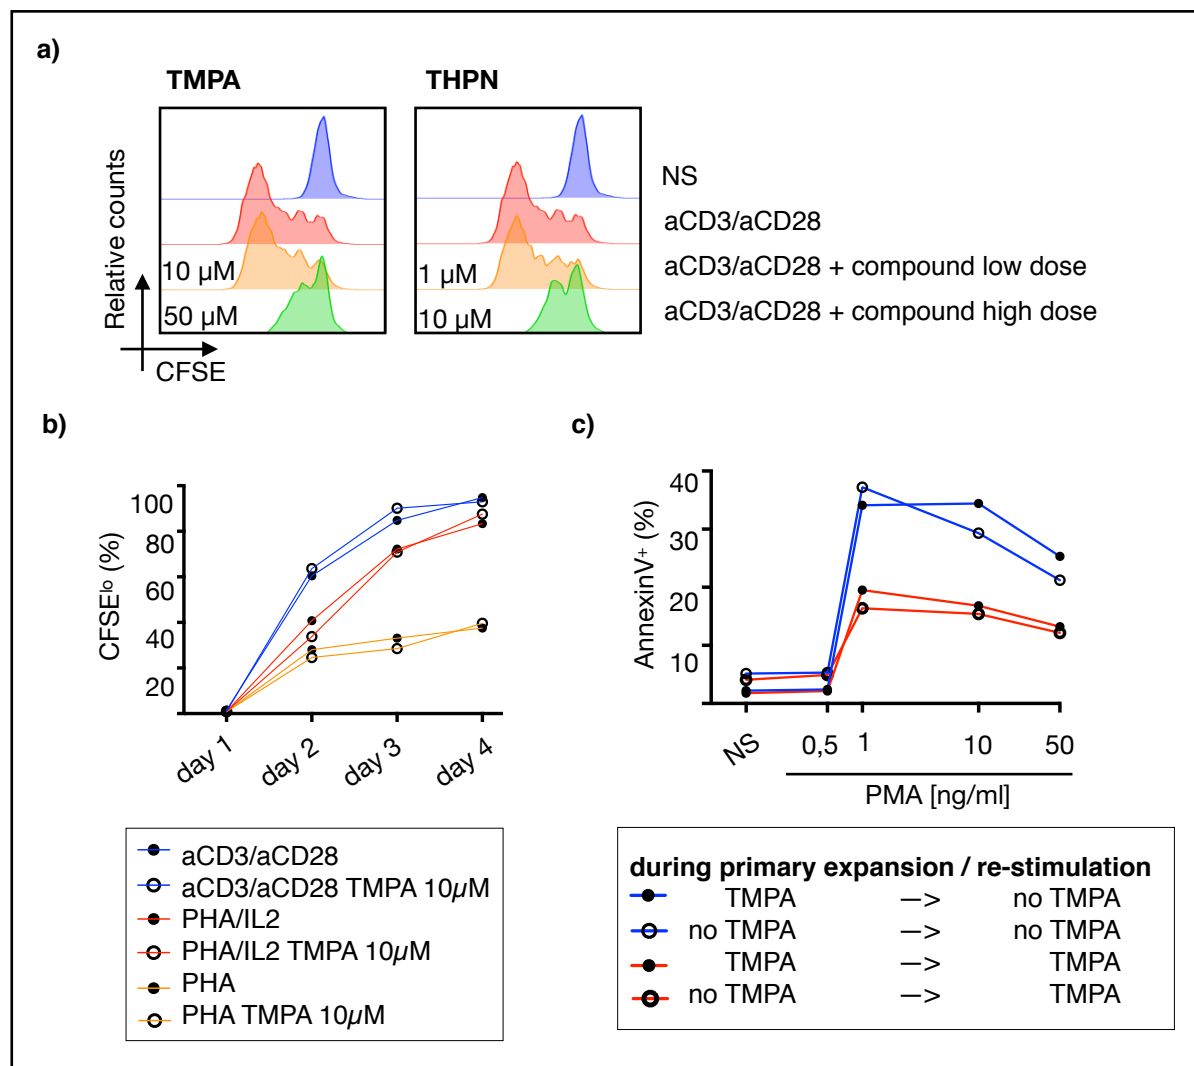 a)
TMPA
THPN
Relative counts
CFSE
10 µM
50 µM
1 µM
10 µM
NS
aCD3/aCD28
aCD3/aCD28 + compound low dose
aCD3/aCD28 + compound high dose
b)
CFSElo (%)
100
80
60
40
20
day 1
day 2
day 3
day 4
aCD3/aCD28
aCD3/aCD28 TMPA 10µM
PHA/IL2
PHA/IL2 TMPA 10µM
PHA
PHA TMPA 10µM
c)
AnnexinV+ (%)
40
30
20
10
NS
0,5
1
10
50
PMA [ng/ml]
during primary expansion / re-stimulation
TMPA —> no TMPA
no TMPA —> no TMPA
TMPA —> TMPA
no TMPA —> TMPA